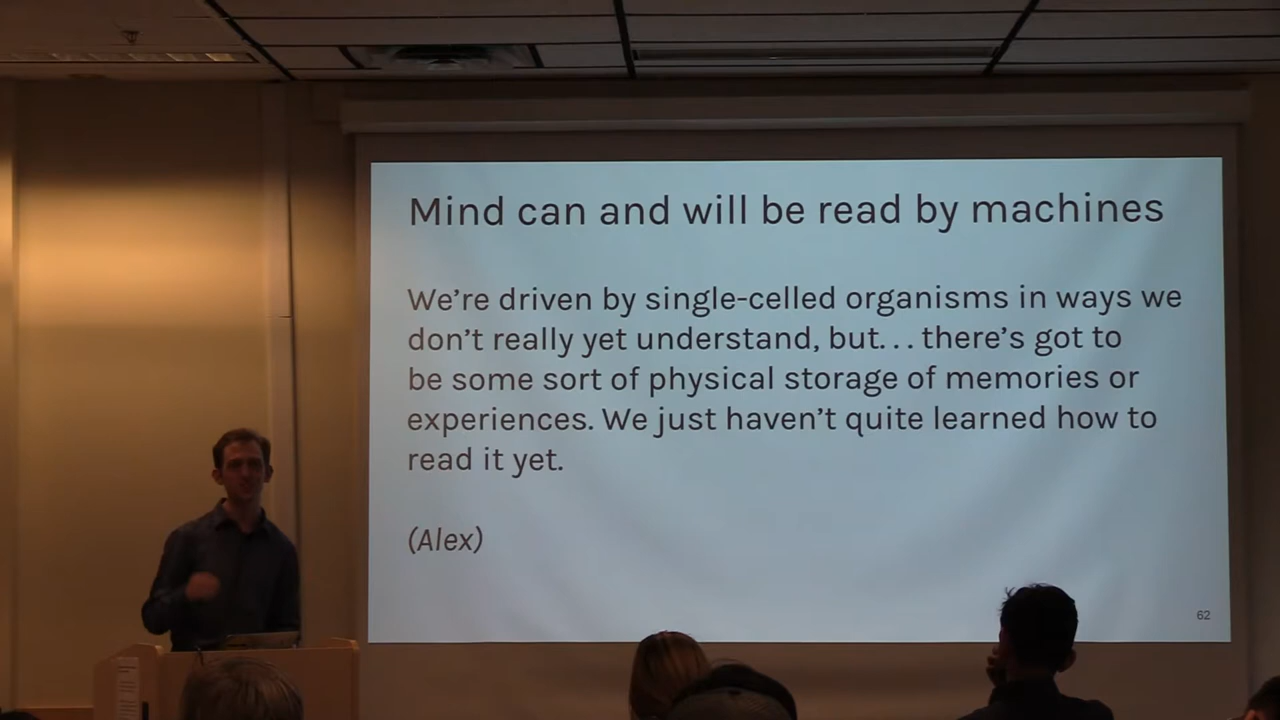 Mind can and will be read by machines
We're driven by single-celled organisms in ways we
don't really yet understand, but... there's got to
be some sort of physical storage of memories or
experiences. We just haven't quite learned how to
read it yet.
(Alex)
62